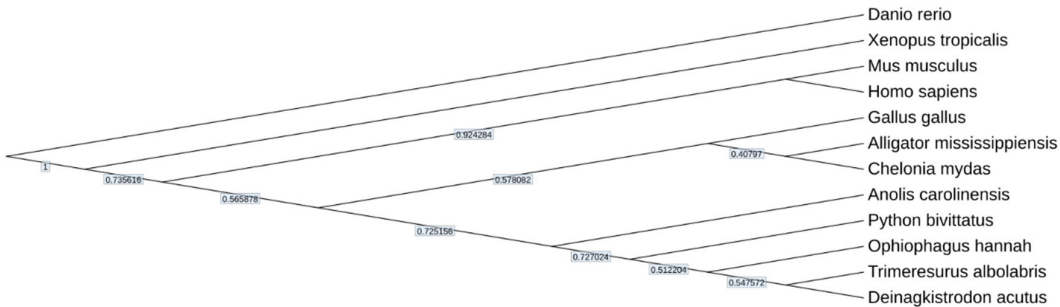 Danio rerio
Xenopus tropicalis
Mus musculus
Homo sapiens
Gallus gallus
0.924284
Alligator mississippiensis
0.40797
1
Chelonia mydas
0.735616
0.578082
0.565878
Anolis carolinensis
Python bivittatus
0.725156
Ophiophagus hannah
0.727024
0.512204
Trimeresurus albolabris
0.547572
Deinagkistrodon acutus